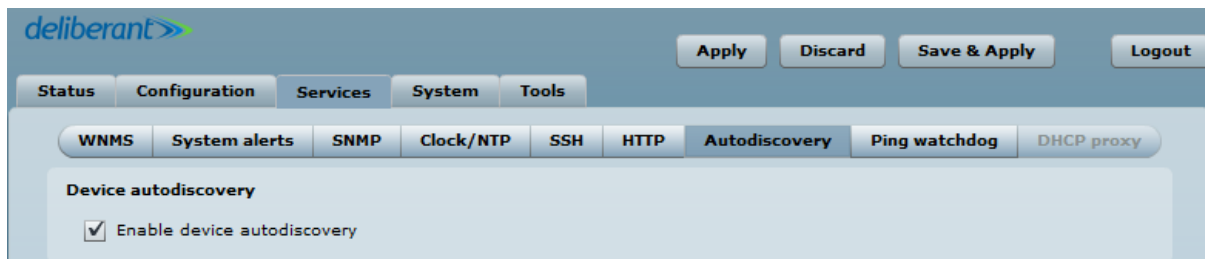 deliberant
Apply Discard Save & Apply Logout
Status Configuration Services System Tools
WNMS System alerts SNMP Clock/NTP SSH HTTP Autodiscovery Ping watchdog DHCP proxy
Device autodiscovery
Enable device autodiscovery